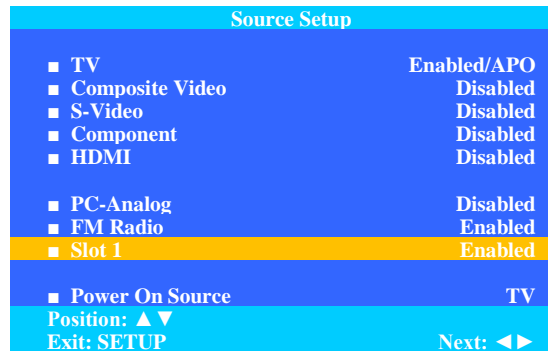 Source Setup
■ TV Enabled/APO
■ Composite Video Disabled
■ S-Video Disabled
■ Component Disabled
■ HDMI Disabled
■ PC-Analog Disabled
■ FM Radio Enabled
■ Slot 1 Enabled
■ Power On Source TV
Position: ▲▼
Exit: SETUP Next: ◄►